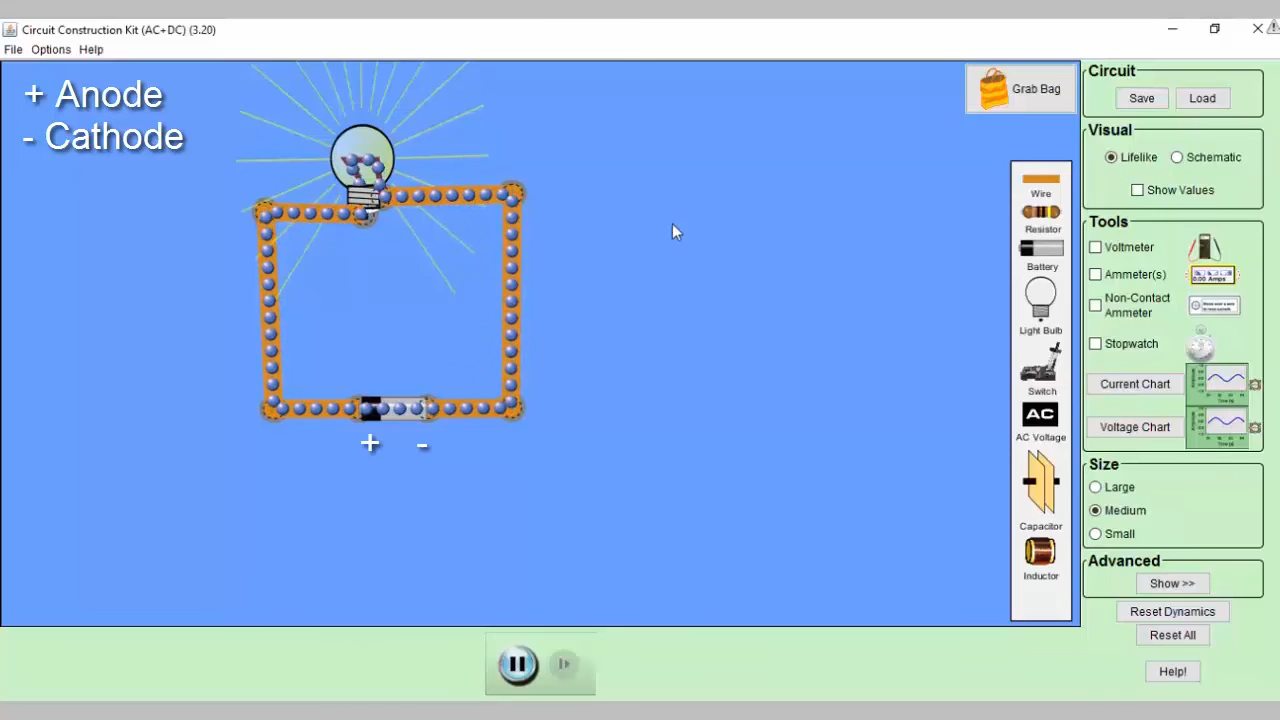 Circuit Construction Kit (AC+DC) (3.20)
File Options Help
+ Anode
- Cathode
+ -
Grab Bag
Wire
Resistor
Battery
Light Bulb
Switch
AC
AC Voltage
Capacitor
Inductor
Circuit
Save Load
Visual
Lifelike Schematic
Show Values
Tools
Voltmeter
Ammeter(s)
0.00 Amps
Non-Contact
Ammeter
Stopwatch
Current Chart
Voltage Chart
Size
Large
Medium
Small
Advanced
Show >>
Reset Dynamics
Reset All
Help!